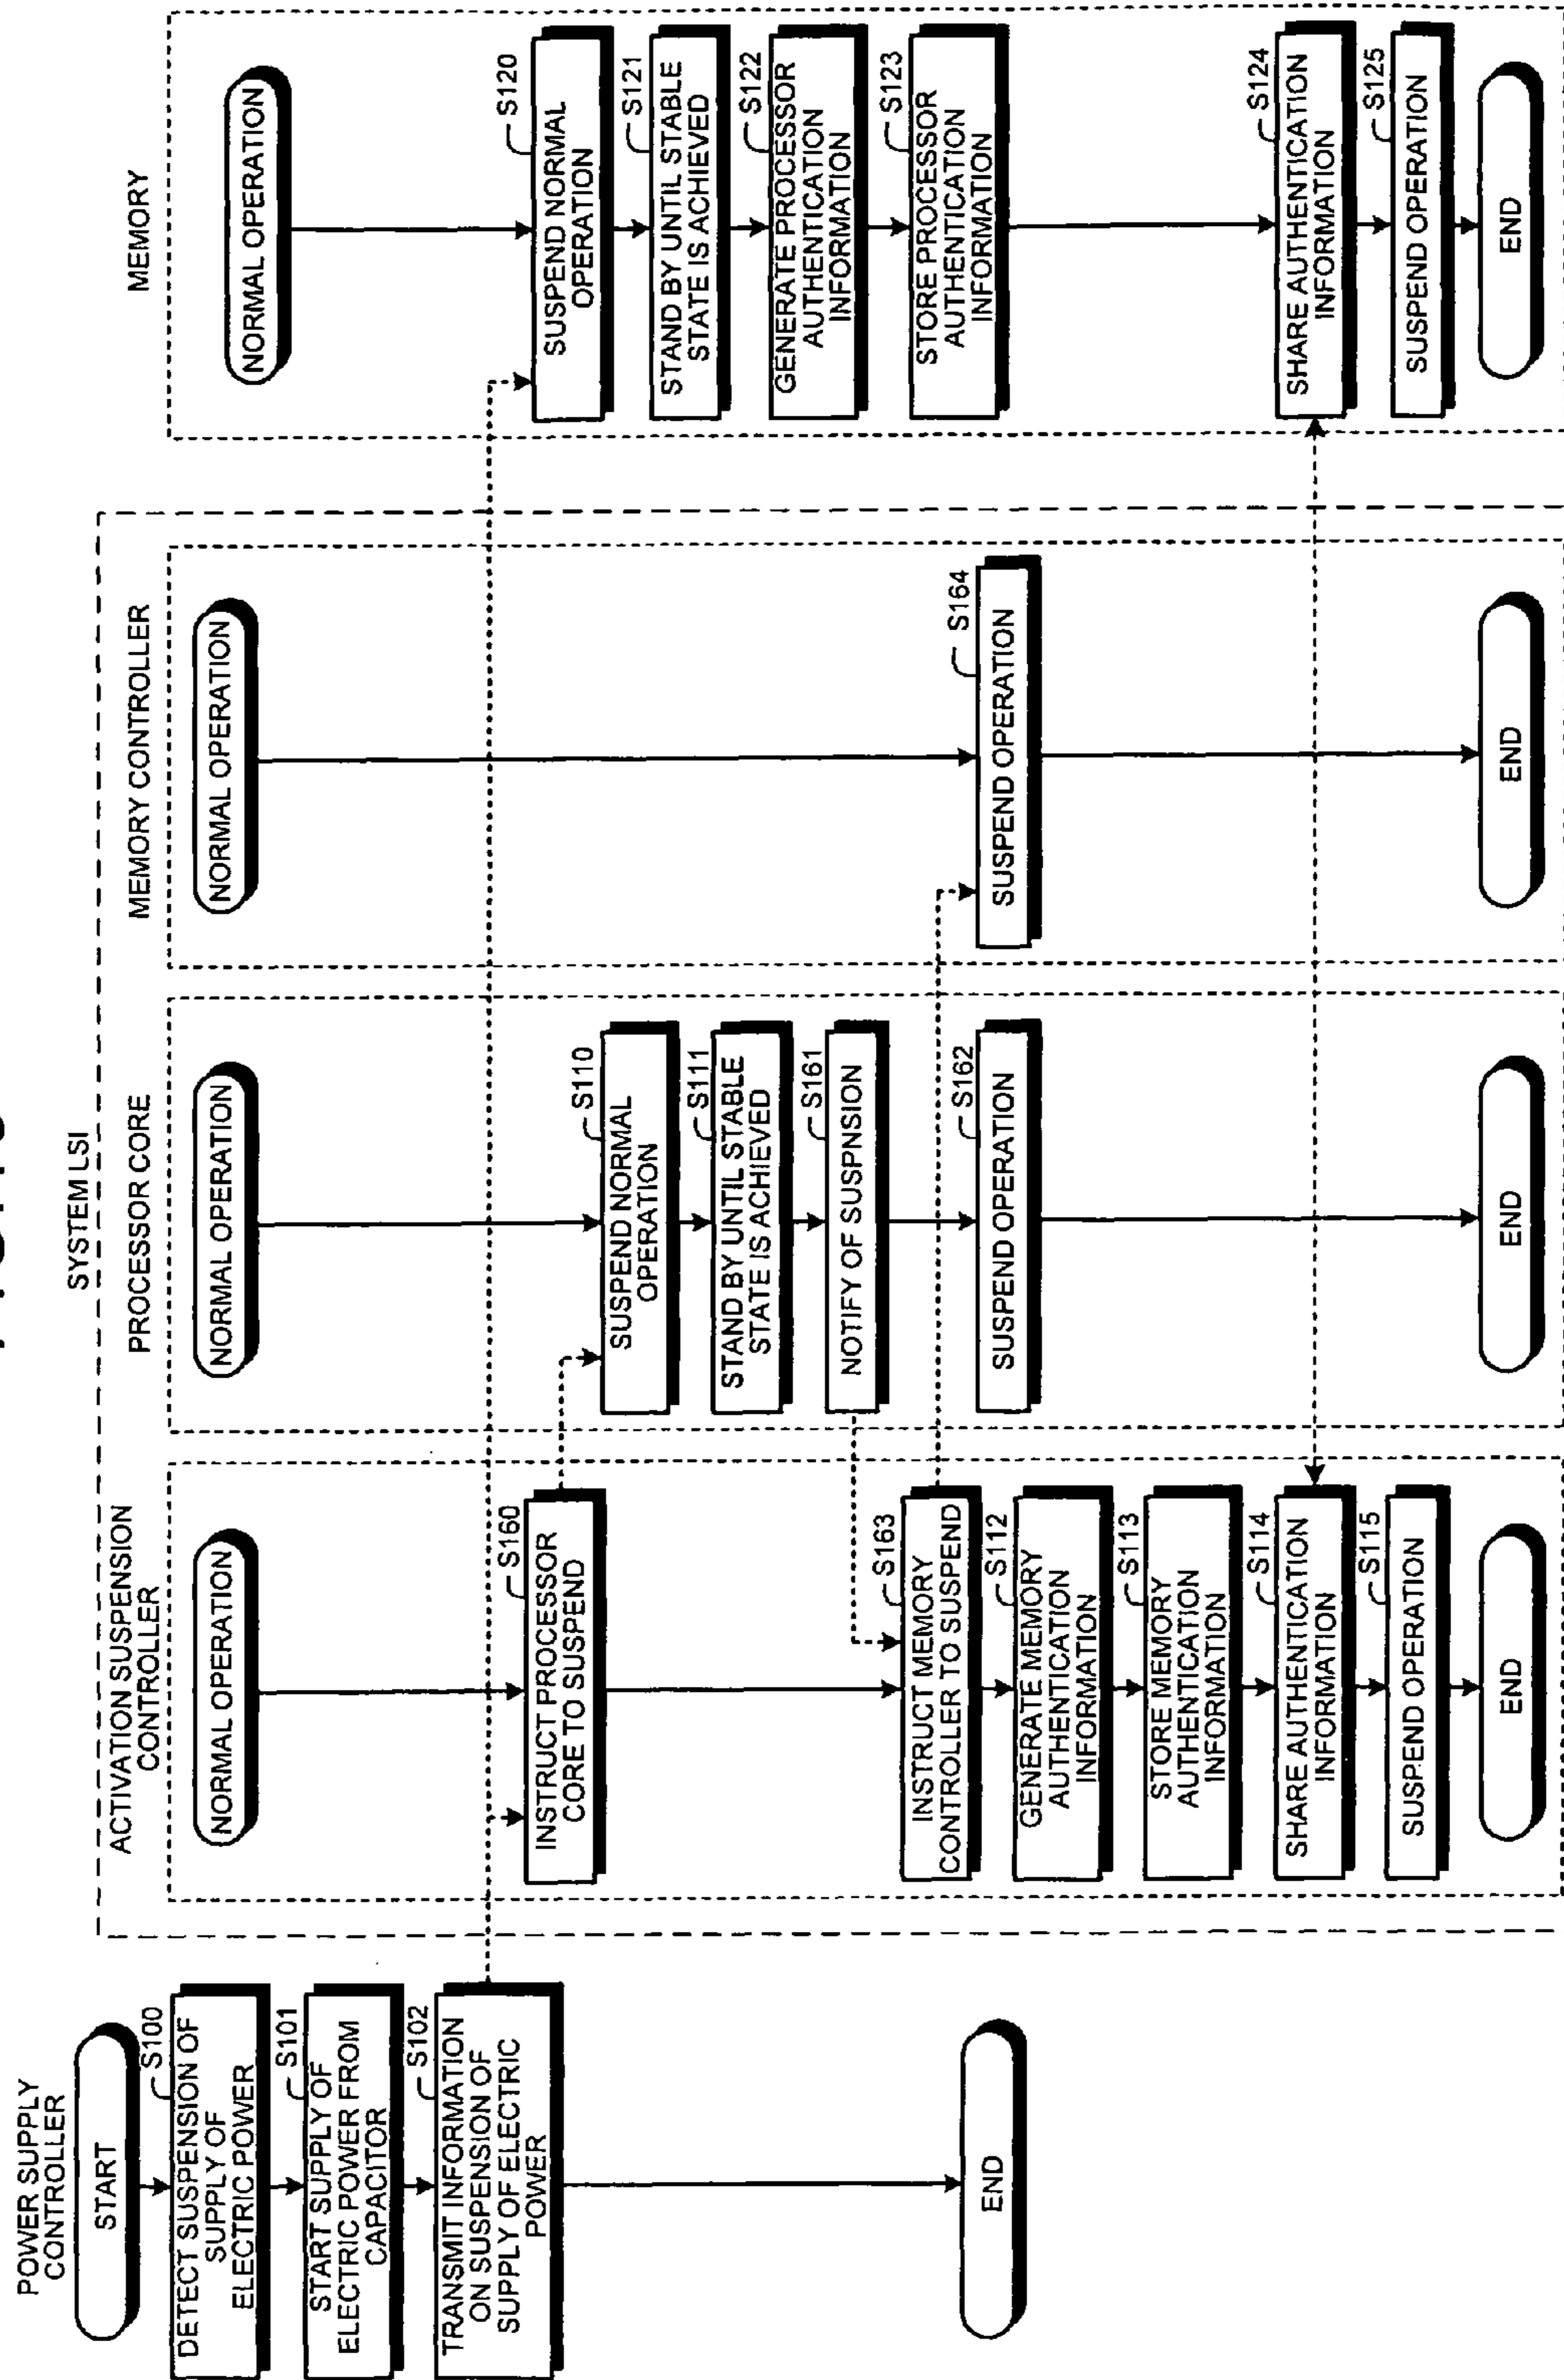 POWER SUPPLY
CONTROLLER
START
S100
DETECT SUSPENSION OF
SUPPLY OF
ELECTRIC POWER
S101
START SUPPLY OF
ELECTRIC POWER FROM
CAPACITOR
S102
TRANSMIT INFORMATION
ON SUSPENSION OF
SUPPLY OF ELECTRIC
POWER
END
SYSTEM LSI
ACTIVATION SUSPENSION
CONTROLLER
NORMAL OPERATION
S160
INSTRUCT PROCESSOR
CORE TO SUSPEND
S163
INSTRUCT MEMORY
CONTROLLER TO SUSPEND
S112
GENERATE MEMORY
AUTHENTICATION
INFORMATION
S113
STORE MEMORY
AUTHENTICATION
INFORMATION
S114
SHARE AUTHENTICATION
INFORMATION
S115
SUSPEND OPERATION
END
PROCESSOR CORE
NORMAL OPERATION
S110
SUSPEND NORMAL
OPERATION
S111
STAND BY UNTIL STABLE
STATE IS ACHIEVED
S161
NOTIFY OF SUSPNSION
S162
SUSPEND OPERATION
END
MEMORY CONTROLLER
NORMAL OPERATION
S164
SUSPEND OPERATION
END
MEMORY
NORMAL OPERATION
S120
SUSPEND NORMAL
OPERATION
S121
STAND BY UNTIL STABLE
STATE IS ACHIEVED
S122
GENERATE PROCESSOR
AUTHENTICATION
INFORMATION
S123
STORE PROCESSOR
AUTHENTICATION
INFORMATION
S124
SHARE AUTHENTICATION
INFORMATION
S125
SUSPEND OPERATION
END